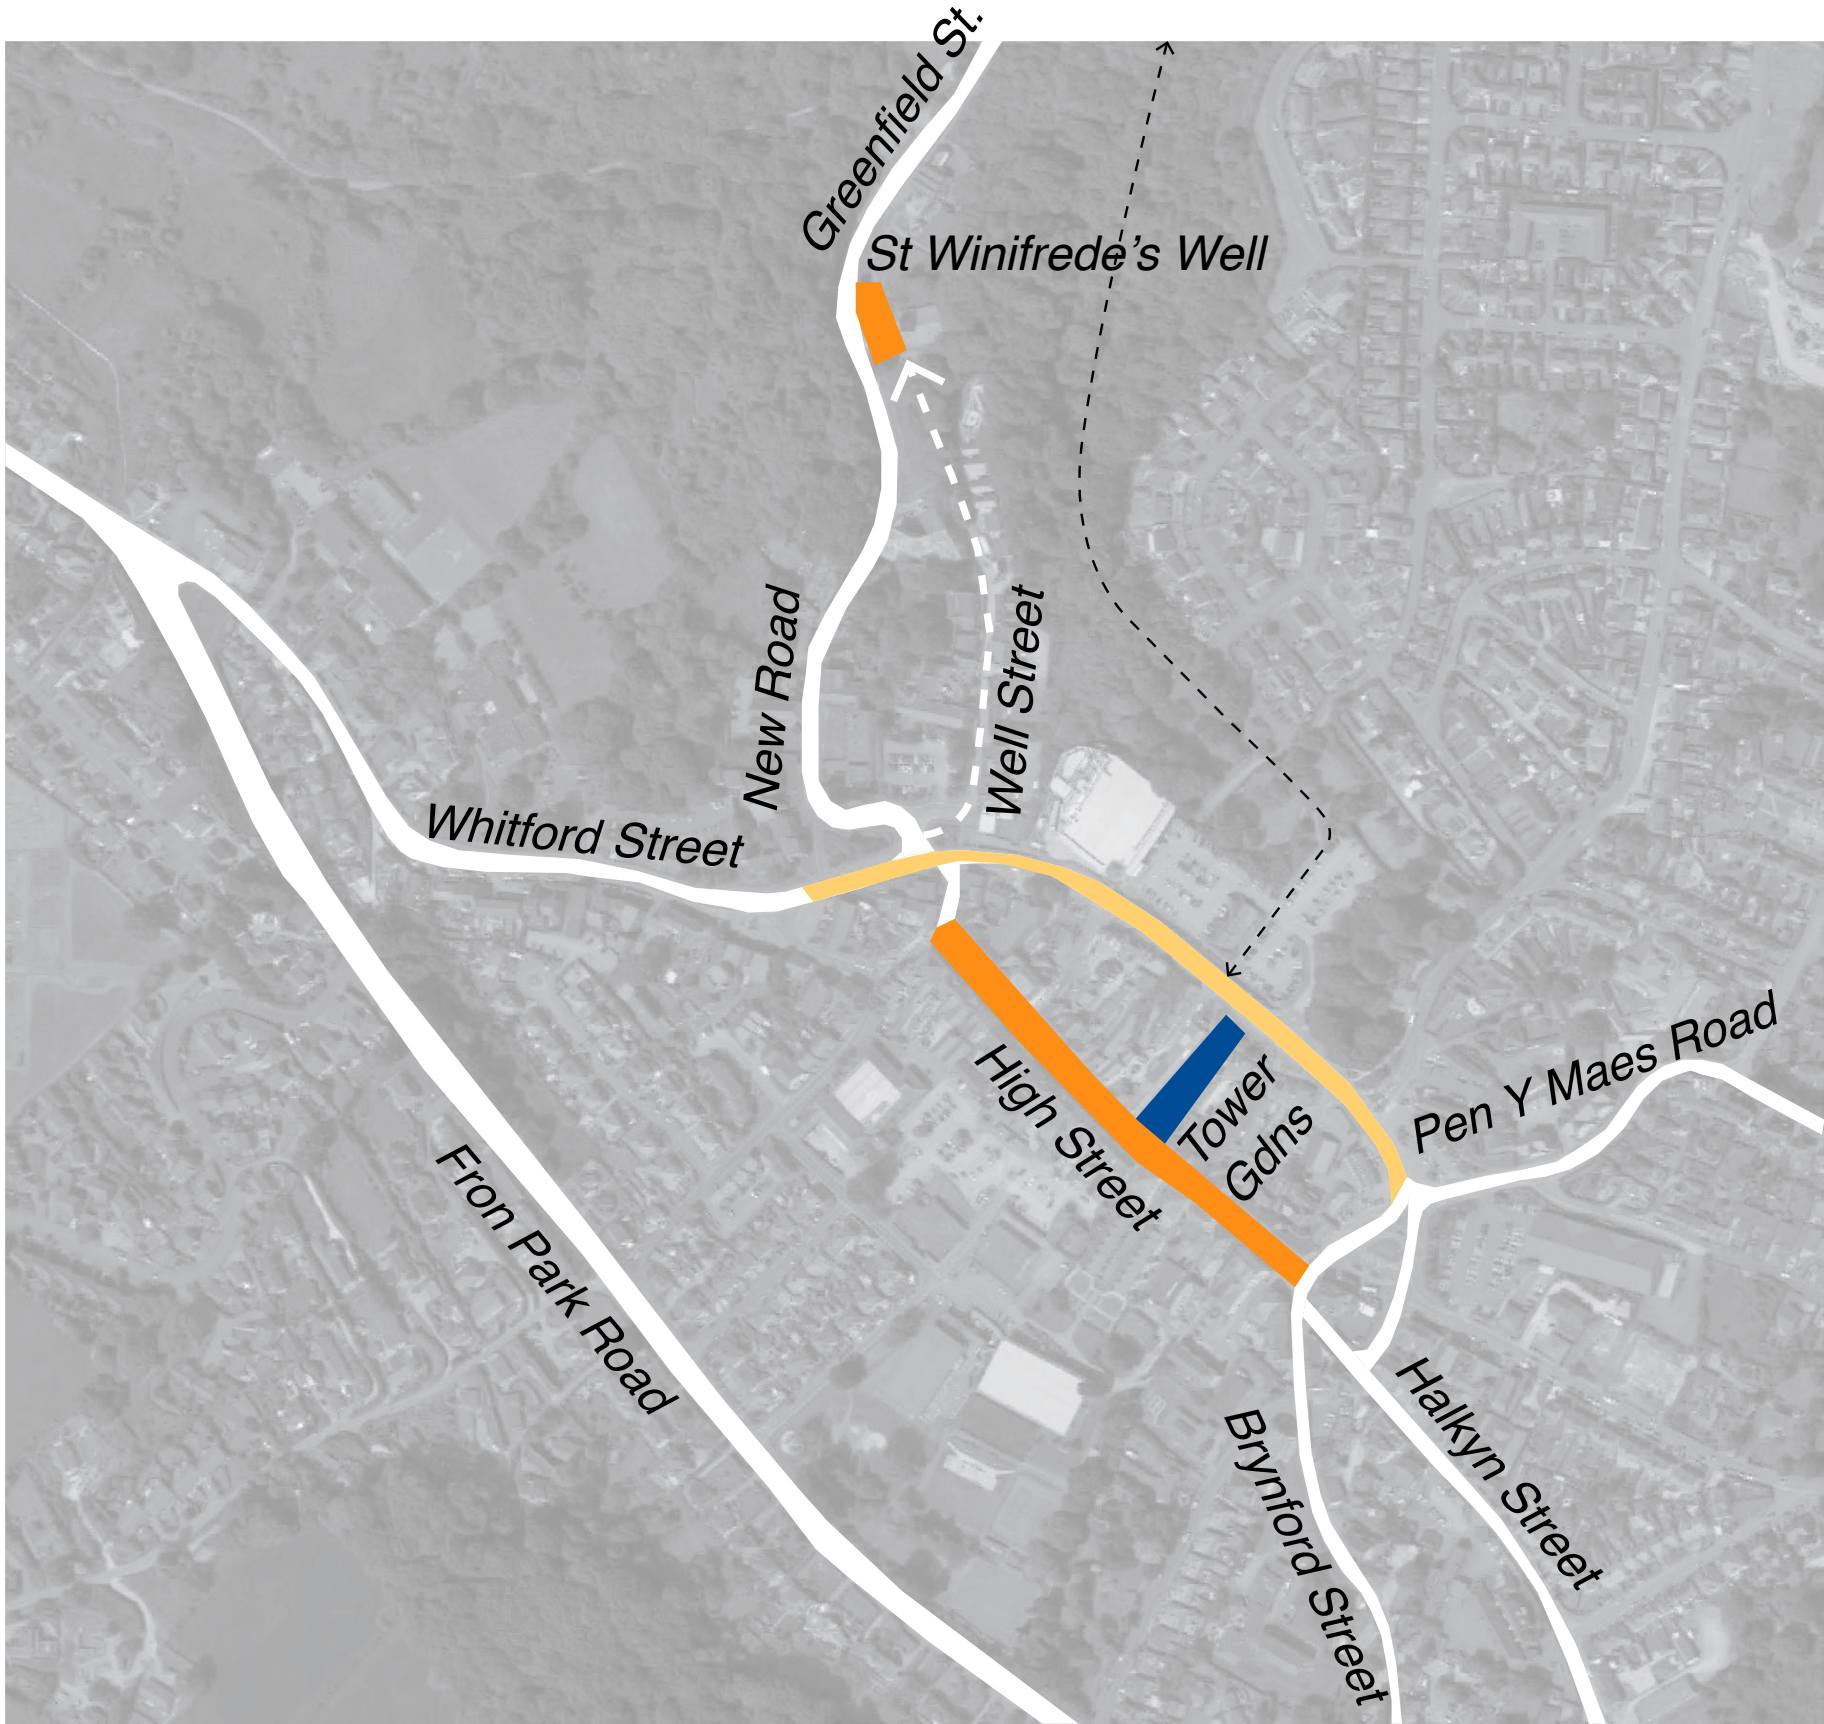 Greenfield St.
St Winifrede’s Well
New Road
Well Street
Whitford Street
Pen Y Maes Road
High Street
Tower
Gdns
Fron Park Road
Halkyn Street
Brynford Street